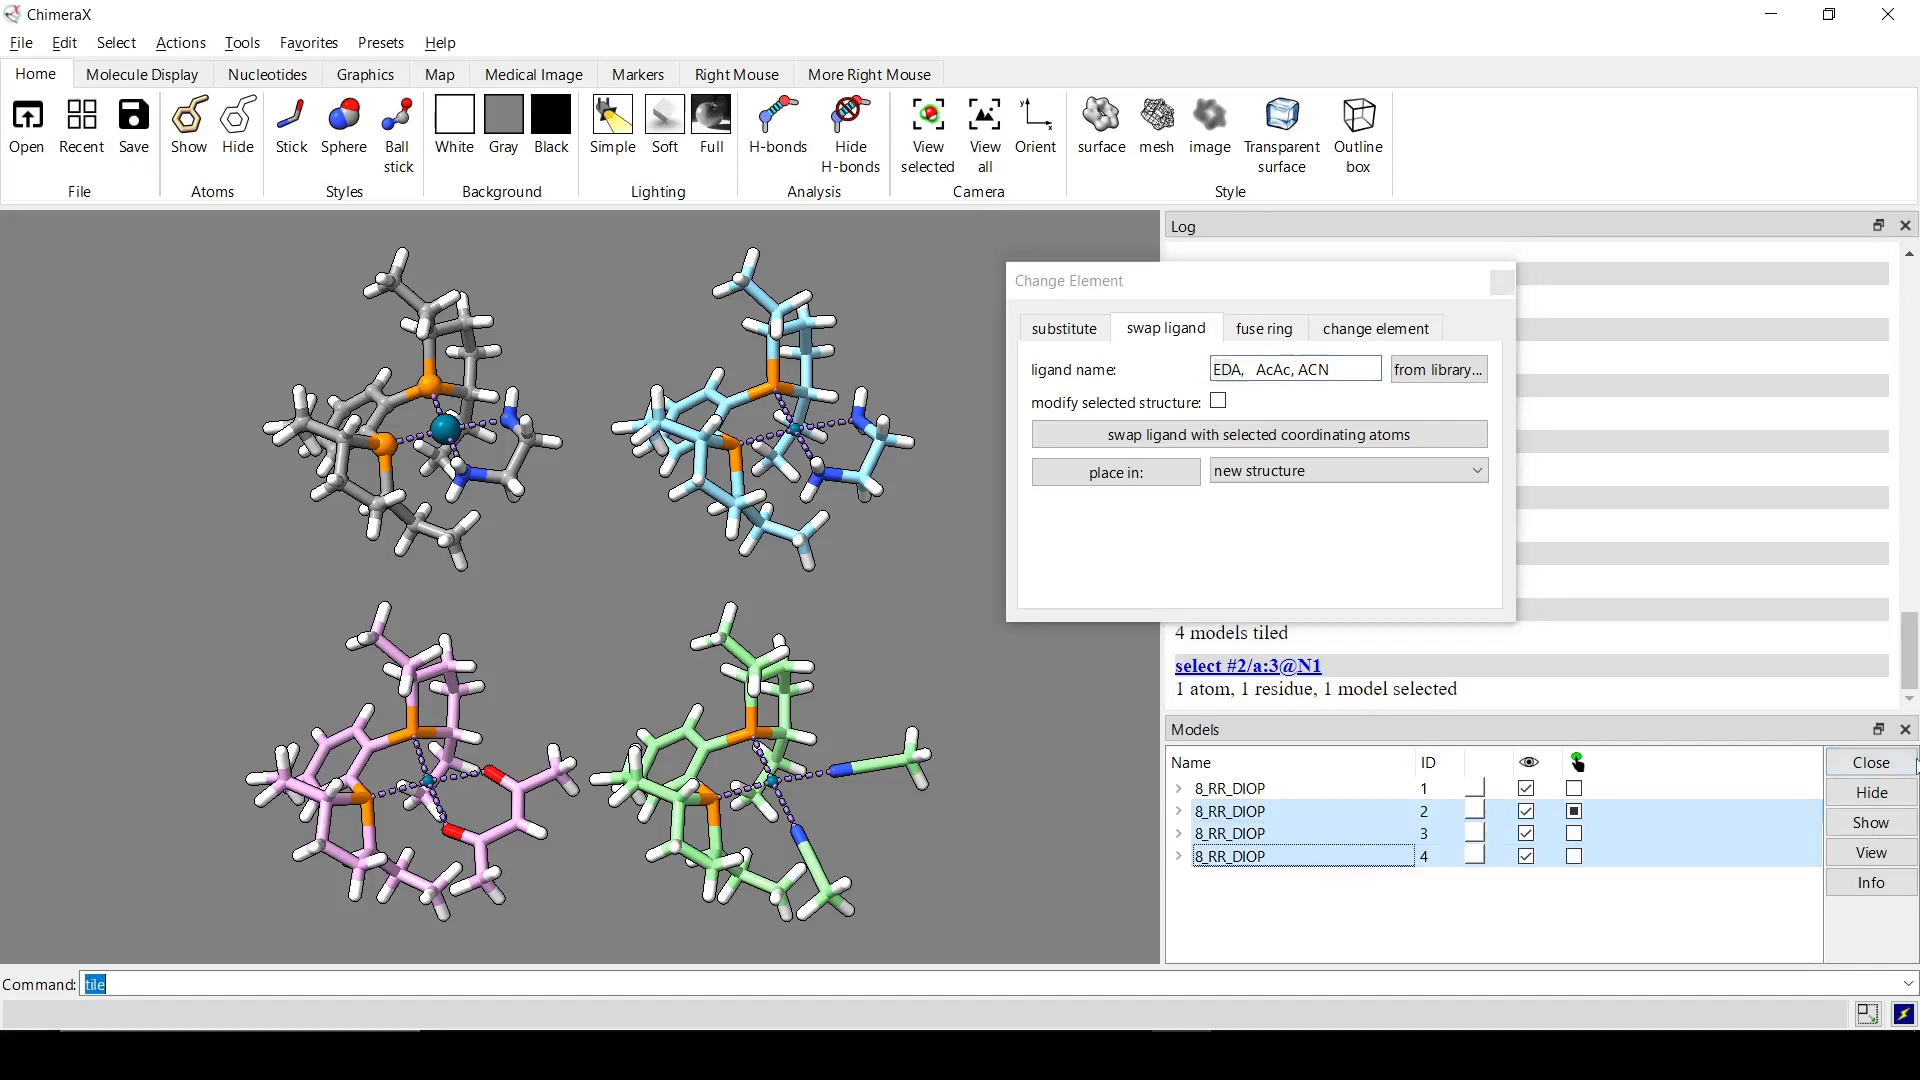 ChimeraX
File Edit Select Actions Tools Favorites Presets Help
Home Molecule Display Nucleotides Graphics Map Medical Image Markers Right Mouse More Right Mouse
Open Recent Save Show Hide Stick Sphere Ball stick White Gray Black Simple Soft Full H-bonds Hide H-bonds View selected View all Orient surface mesh image Transparent surface Outline box
File Atoms Styles Background Lighting Analysis Camera Style
Log
Change Element
substitute swap ligand fuse ring change element
ligand name: EDA, AcAc, ACN from library...
modify selected structure:
swap ligand with selected coordinating atoms
place in: new structure
4 models tiled
select #2/a:3@N1
1 atom, 1 residue, 1 model selected
Models
Name ID
8_RR_DIOP 1
8_RR_DIOP 2
8_RR_DIOP 3
8_RR_DIOP 4
Close
Hide
Show
View
Info
Command: tile